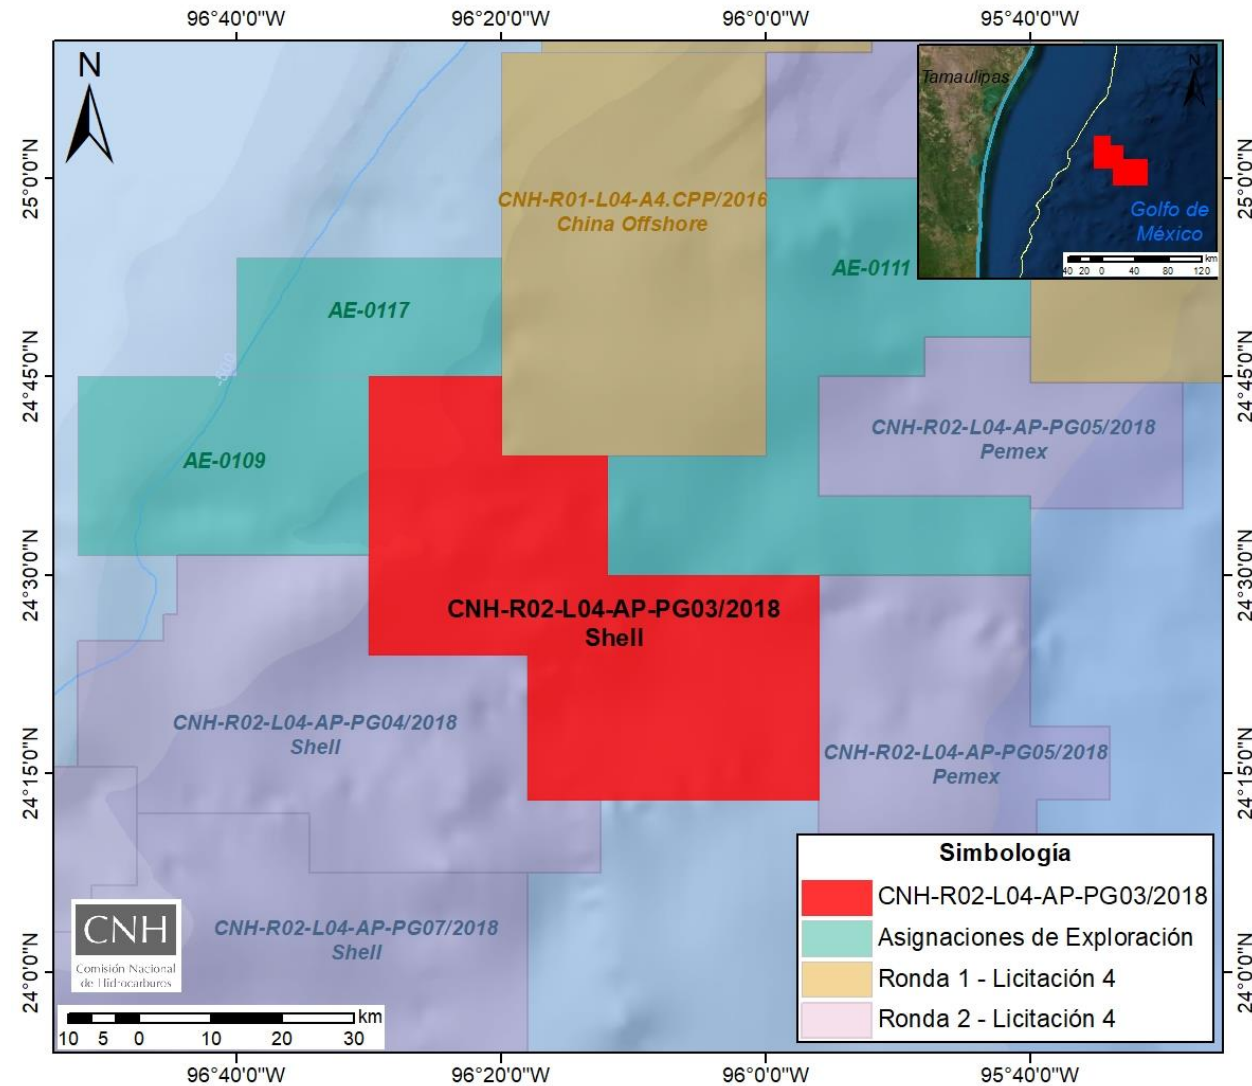 96°40'0"W 96°20'0"W 96°0'0"W 95°40'0"W
N
Tamaulipas
N
Golfo de
México
40 20 0 40 80 120 km
25°0'0"N
25°0'0"N
CNH-R01-L04-A4.CPP/2016
China Offshore
AE-0111
AE-0117
24°45'0"N
24°45'0"N
CNH-R02-L04-AP-PG05/2018
Pemex
AE-0109
24°30'0"N
24°30'0"N
CNH-R02-L04-AP-PG03/2018
Shell
CNH-R02-L04-AP-PG04/2018
Shell
CNH-R02-L04-AP-PG05/2018
Pemex
24°15'0"N
24°15'0"N
Simbología
CNH-R02-L04-AP-PG03/2018
Asignaciones de Exploración
Ronda 1 - Licitación 4
Ronda 2 - Licitación 4
CNH-R02-L04-AP-PG07/2018
Shell
CNH
Comisión Nacional
de Hidrocarburos
24°0'0"N
24°0'0"N
10 5 0 10 20 30 km
96°40'0"W 96°20'0"W 96°0'0"W 95°40'0"W